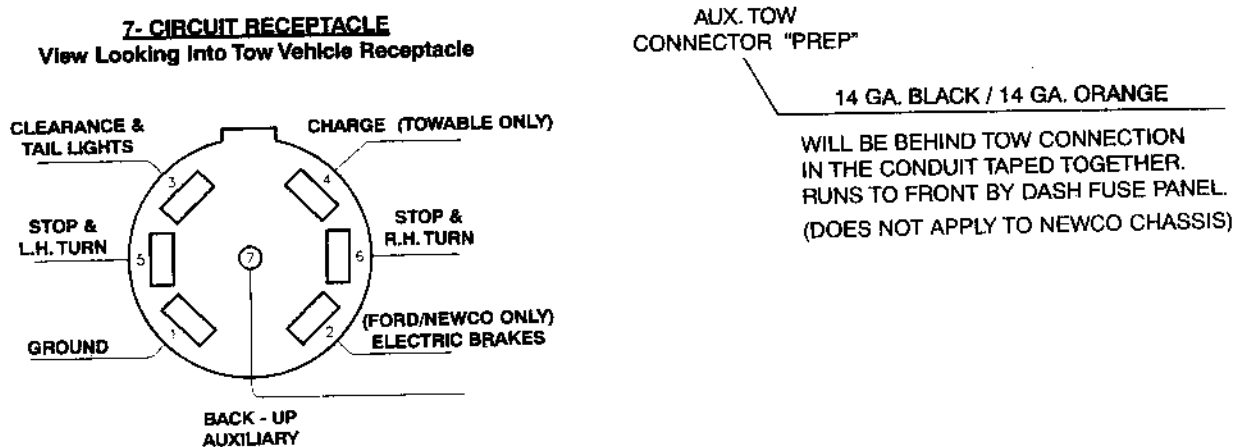 7- CIRCUIT RECEPTACLE
View Looking Into Tow Vehicle Receptacle
CLEARANCE &
TAIL LIGHTS
CHARGE (TOWABLE ONLY)
3
4
STOP &
L.H. TURN
STOP &
R.H. TURN
5
7
6
GROUND
1
2
(FORD/NEWCO ONLY)
ELECTRIC BRAKES
BACK - UP
AUXILIARY
AUX. TOW
CONNECTOR "PREP"
14 GA. BLACK / 14 GA. ORANGE
WILL BE BEHIND TOW CONNECTION
IN THE CONDUIT TAPED TOGETHER.
RUNS TO FRONT BY DASH FUSE PANEL.
(DOES NOT APPLY TO NEWCO CHASSIS)